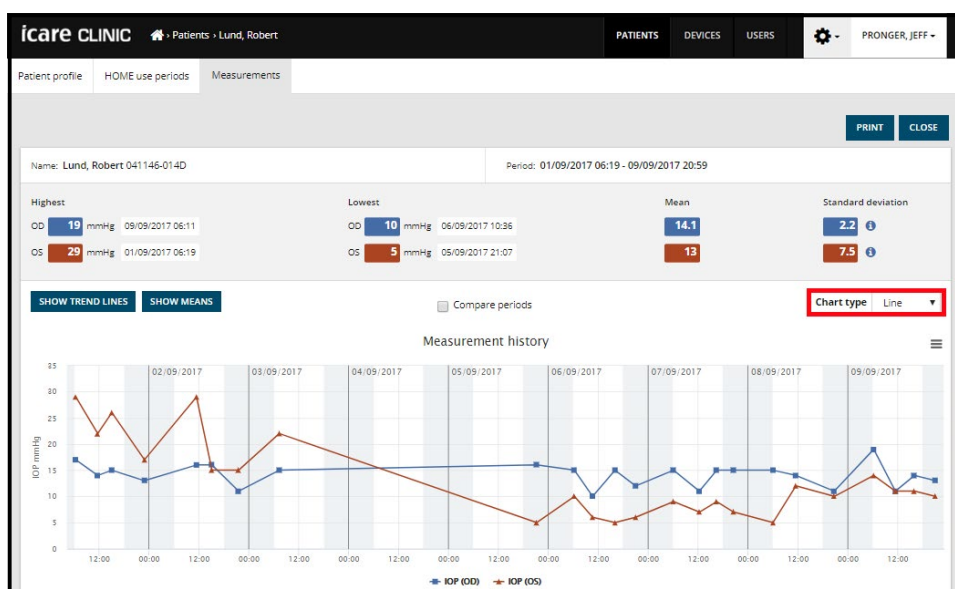 icare CLINIC › Patients › Lund, Robert PATIENTS DEVICES USERS PRONGER, JEFF
Patient profile HOME use periods Measurements
PRINT CLOSE
Name: Lund, Robert 041146-014D Period: 01/09/2017 06:19 - 09/09/2017 20:59
Highest Lowest Mean Standard deviation
OD 19 mmHg 09/09/2017 06:11 OD 10 mmHg 06/09/2017 10:36 14.1 2.2
OS 29 mmHg 01/09/2017 06:19 OS 5 mmHg 05/09/2017 21:07 13 7.5
SHOW TREND LINES SHOW MEANS Compare periods Chart type Line
Measurement history
35 02/09/2017 03/09/2017 04/09/2017 05/09/2017 06/09/2017 07/09/2017 08/09/2017 09/09/2017
30
25
20
IOP mmHg
15
10
5
0
12:00 00:00 12:00 00:00 12:00 00:00 12:00 00:00 12:00 00:00 12:00 00:00 12:00 00:00 12:00 00:00 12:00
IOP (OD) IOP (OS)